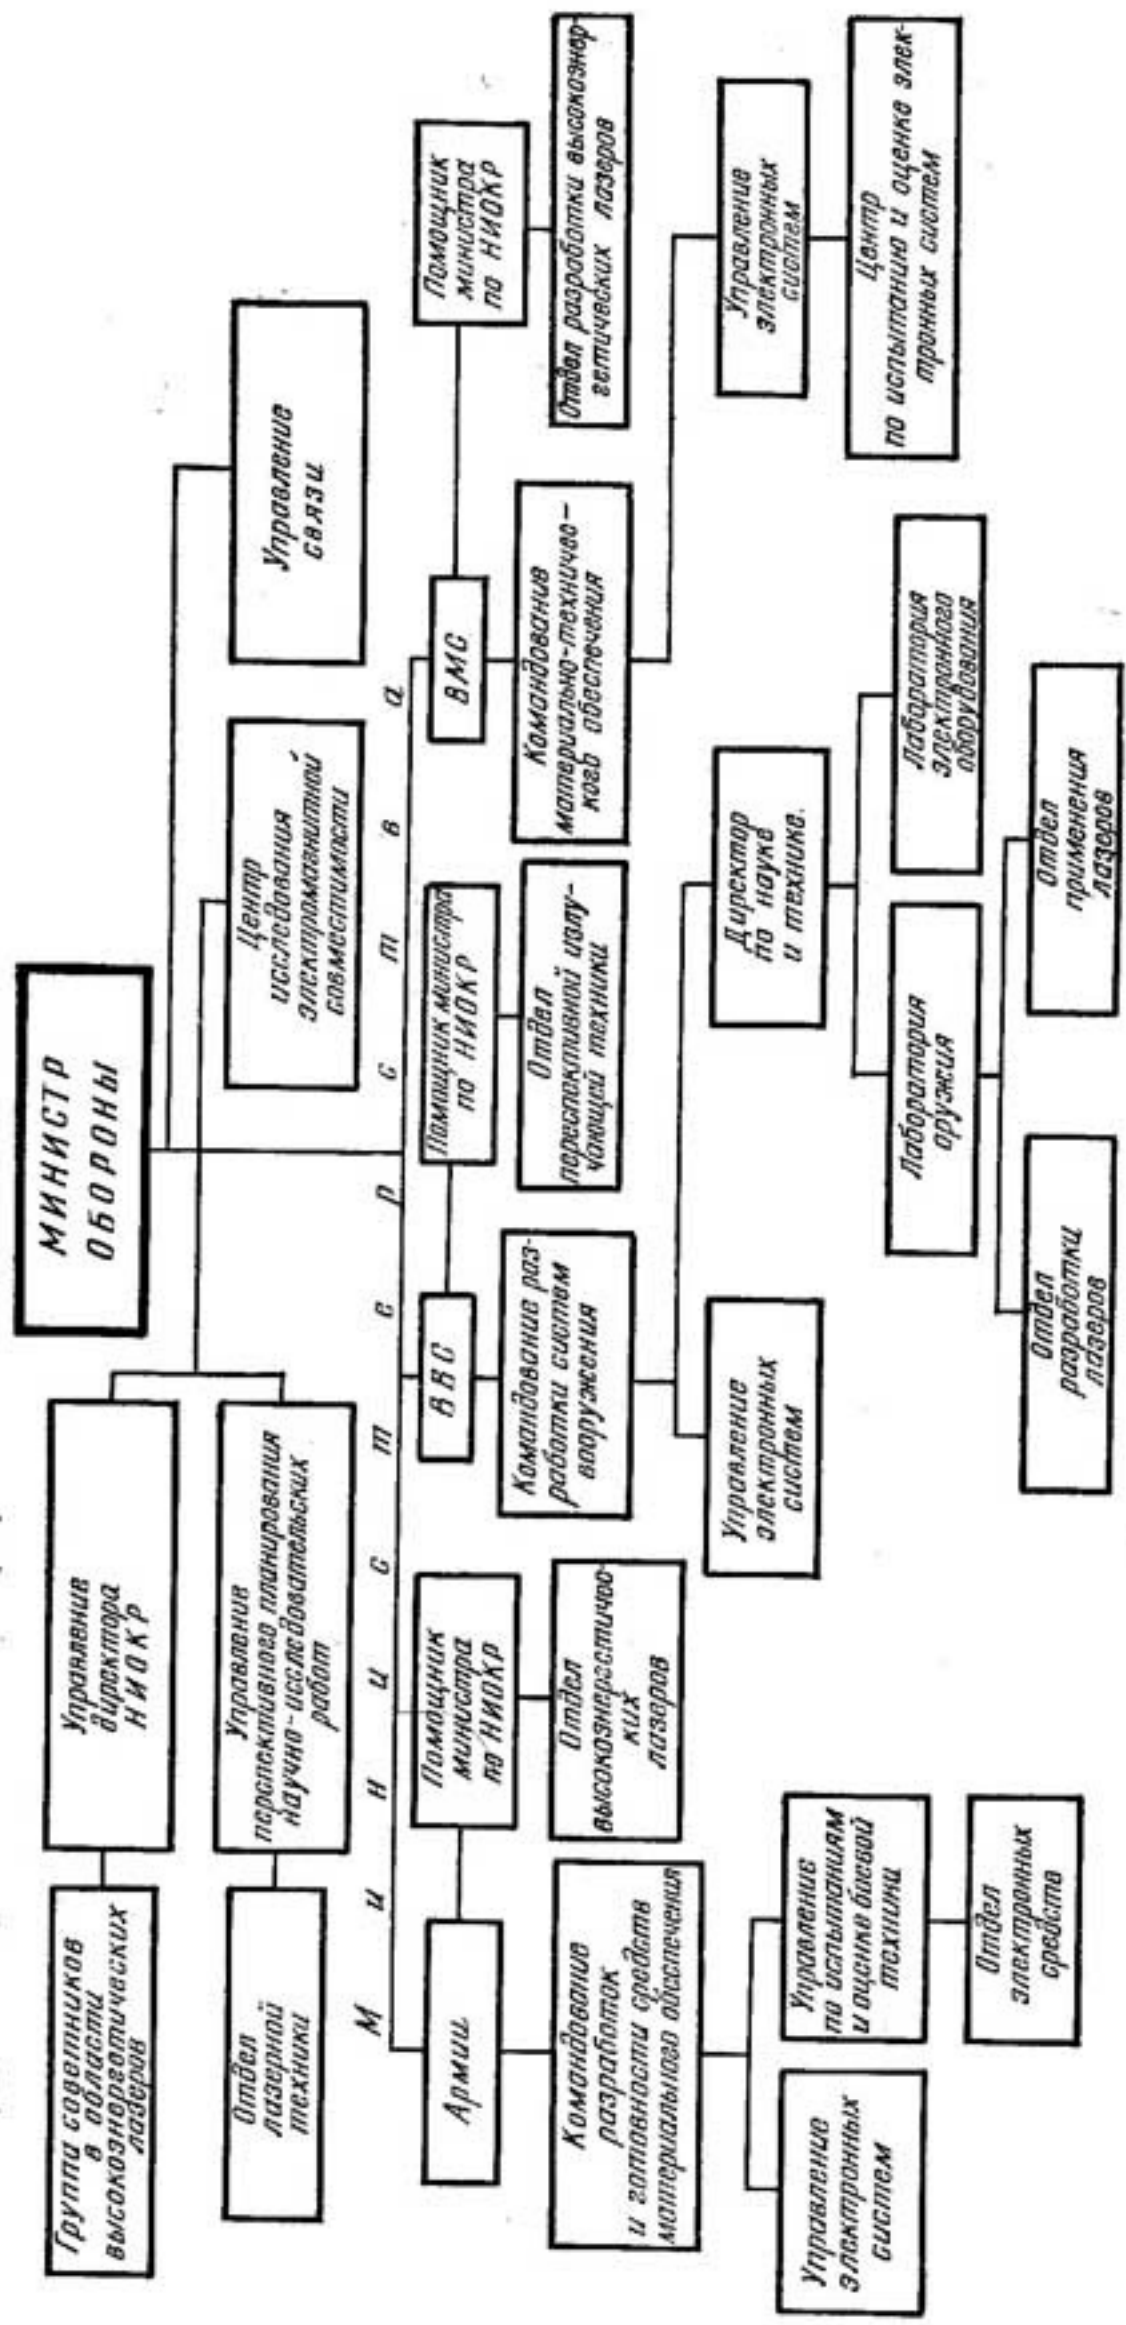 МИНИСТР
ОБОРОНЫ
Управление
директора
НИОКР
Группа советников
в области
высокоэнергетических
лазеров
Управление
перспективного планирования
научно-исследовательских
работ
Отдел
лазерной
техники
Центр
исследования
электромагнитной
совместимости
Управление
связи
Министерства
Армии
Помощник
министра
по НИОКР
ВВС
Помощник министра
по НИОКР
ВМС
Помощник
министра
по НИОКР
Командование
разработок
и готовности средств
материального обеспечения
Отдел
высокоэнергетичес-
ких
лазеров
Командование раз-
работки систем
вооружения
Отдел
перспективной излу-
чающей техники
Командование
материально-техничес-
кого обеспечения
Отдел разработки высокоэнер-
гетических лазеров
Управление
электронных
систем
Управление
по испытаниям
и оценке боевой
техники
Управление
электронных
систем
Директор
по науке
и технике.
Управление
электронных
систем
Отдел
электронных
средств
Лаборатория
оружия
Лаборатория
электронного
оборудования
Центр
по испытанию и оценке элек-
тронных систем
Отдел
разработки
лазеров
Отдел
применения
лазеров